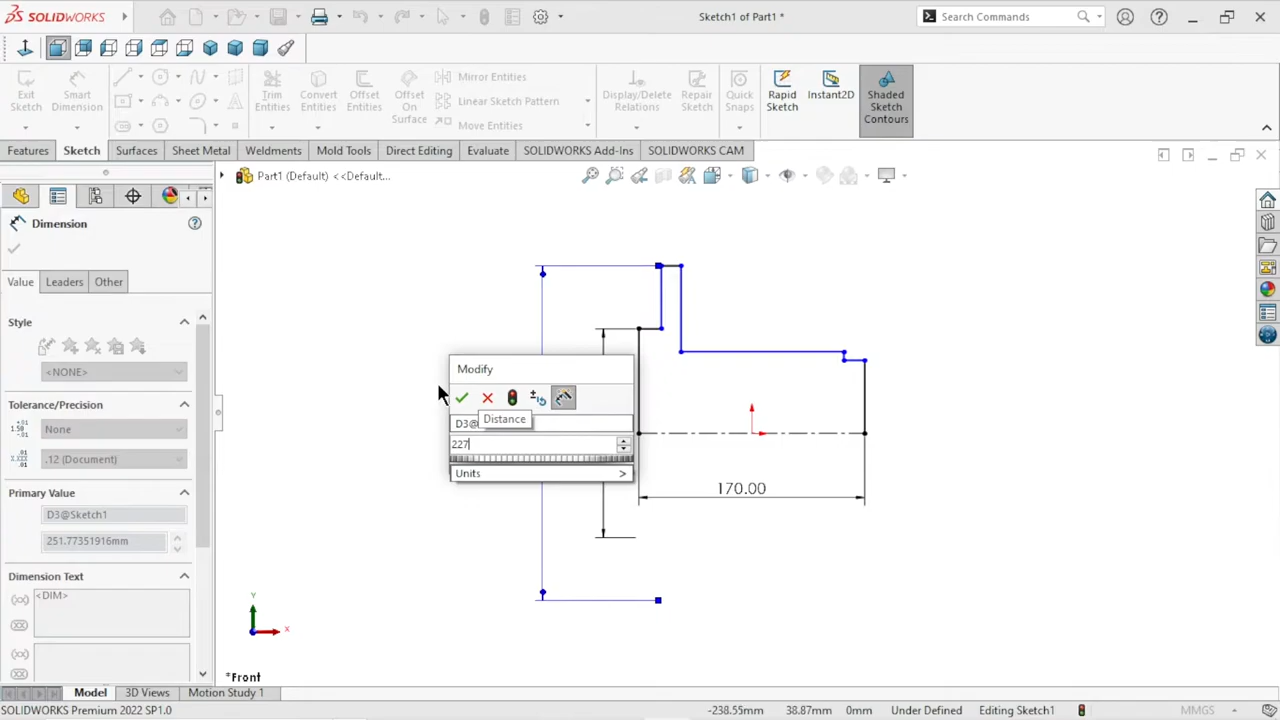 SOLIDWORKS
Sketch1 of Part1 *
Search Commands
Exit Sketch
Smart Dimension
Trim Entities
Convert Entities
Offset Entities
Offset On Surface
Mirror Entities
Linear Sketch Pattern
Move Entities
Display/Delete Relations
Repair Sketch
Quick Snaps
Rapid Sketch
Instant2D
Shaded Sketch Contours
Features
Sketch
Surfaces
Sheet Metal
Weldments
Mold Tools
Direct Editing
Evaluate
SOLIDWORKS Add-Ins
SOLIDWORKS CAM
Part1 (Default) <<Default...
Dimension
Value
Leaders
Other
Style
<NONE>
Tolerance/Precision
None
.12 (Document)
Primary Value
D3@Sketch1
251.77351916mm
Dimension Text
<DIM>
Modify
D3@
Distance
227
Units
170.00
Y
X
*Front
Model
3D Views
Motion Study 1
SOLIDWORKS Premium 2022 SP1.0
-238.55mm
38.87mm
0mm
Under Defined
Editing Sketch1
MMGS